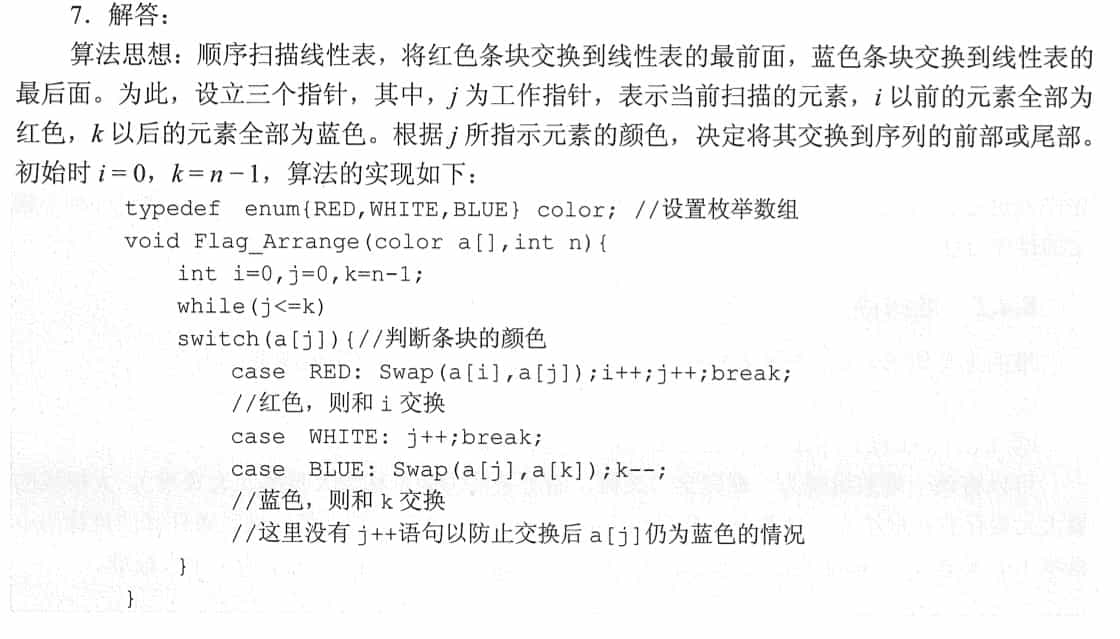 7. 解答：
算法思想：顺序扫描线性表，将红色条块交换到线性表的最前面，蓝色条块交换到线性表的
最后面。为此，设立三个指针，其中，j 为工作指针，表示当前扫描的元素，i 以前的元素全部为
红色，k 以后的元素全部为蓝色。根据 j 所指示元素的颜色，决定将其交换到序列的前部或尾部。
初始时 i = 0，k = n − 1，算法的实现如下：
typedef enum{RED,WHITE,BLUE} color; //设置枚举数组
void Flag_Arrange(color a[],int n){
int i=0,j=0,k=n-1;
while(j<=k)
switch(a[j]){//判断条块的颜色
case RED: Swap(a[i],a[j]);i++;j++;break;
//红色，则和 i 交换
case WHITE: j++;break;
case BLUE: Swap(a[j],a[k]);k--;
//蓝色，则和 k 交换
//这里没有 j++语句以防止交换后 a[j]仍为蓝色的情况
}
}